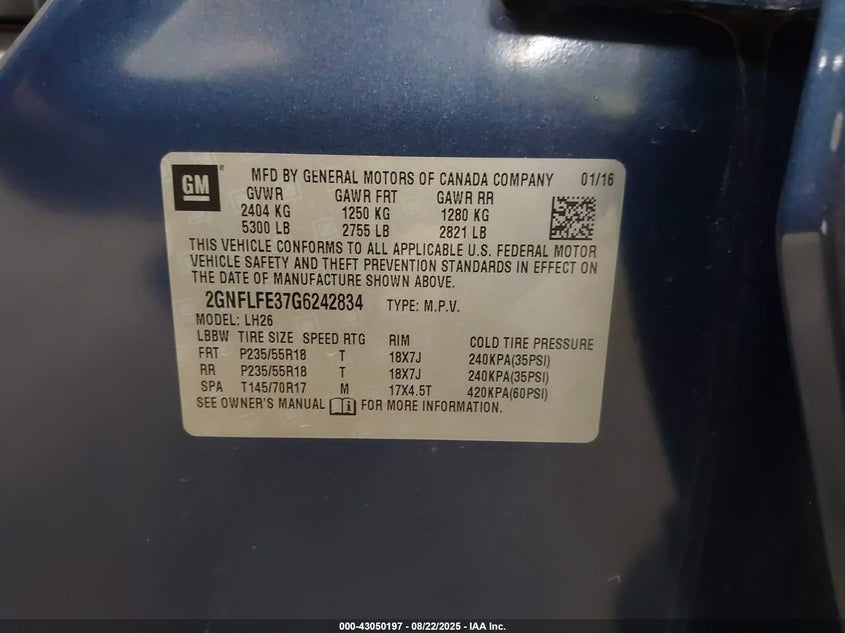 GM ® MFD BY GENERAL MOTORS OF CANADA COMPANY 01/16
GVWR GAWR FRT GAWR RR
2404 KG 1250 KG 1280 KG
5300 LB 2755 LB 2821 LB
THIS VEHICLE CONFORMS TO ALL APPLICABLE U.S. FEDERAL MOTOR
VEHICLE SAFETY AND THEFT PREVENTION STANDARDS IN EFFECT ON
THE DATE OF MANUFACTURE SHOWN ABOVE.
2GNFLFE37G6242834 TYPE: M.P.V.
MODEL: LH26
LBBW TIRE SIZE SPEED RTG RIM COLD TIRE PRESSURE
FRT P235/55R18 T 18X7J 240KPA(35PSI)
RR P235/55R18 T 18X7J 240KPA(35PSI)
SPA T145/70R17 M 17X4.5T 420KPA(60PSI)
SEE OWNER'S MANUAL FOR MORE INFORMATION.
000-43050197 - 08/22/2025 - IAA Inc.